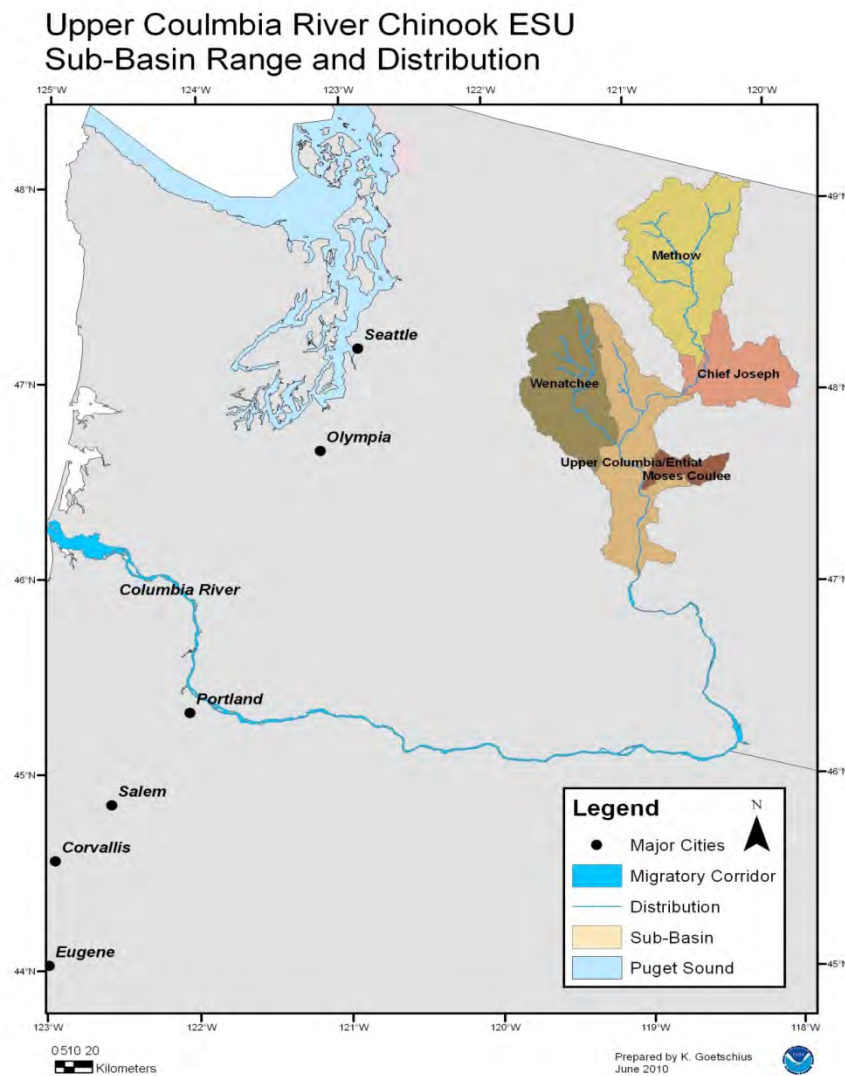 Upper Coulmbia River Chinook ESU
Sub-Basin Range and Distribution
125°W 124°W 123°W 122°W 121°W 120°W
48°N
49°N
Methow
Seattle
47°N
Wenatchee
Chief Joseph
48°N
Olympia
Upper Columbia/Entiat
Moses Coulee
46°N
Columbia River
47°N
Portland
45°N
46°N
Salem
Corvallis
Eugene
44°N
45°N
Legend
N
Major Cities
Migratory Corridor
Distribution
Sub-Basin
Puget Sound
123°W 122°W 121°W 120°W 119°W 118°W
0 5 10 20
Kilometers
Prepared by K. Goetschius
June 2010